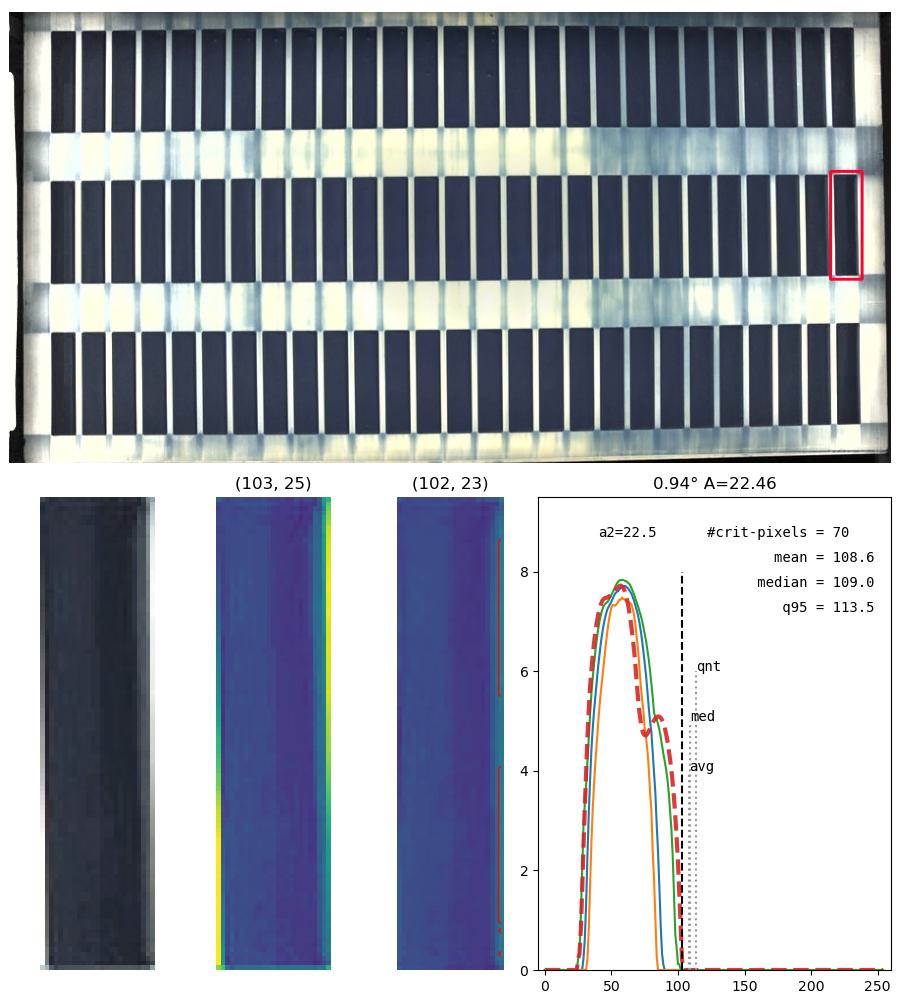 (103, 25)
(102, 23)
0.94° A=22.46
a2=22.5
#crit-pixels = 70
mean = 108.6
median = 109.0
q95 = 113.5
qnt
med
avg
8
6
4
2
0
0 50 100 150 200 250